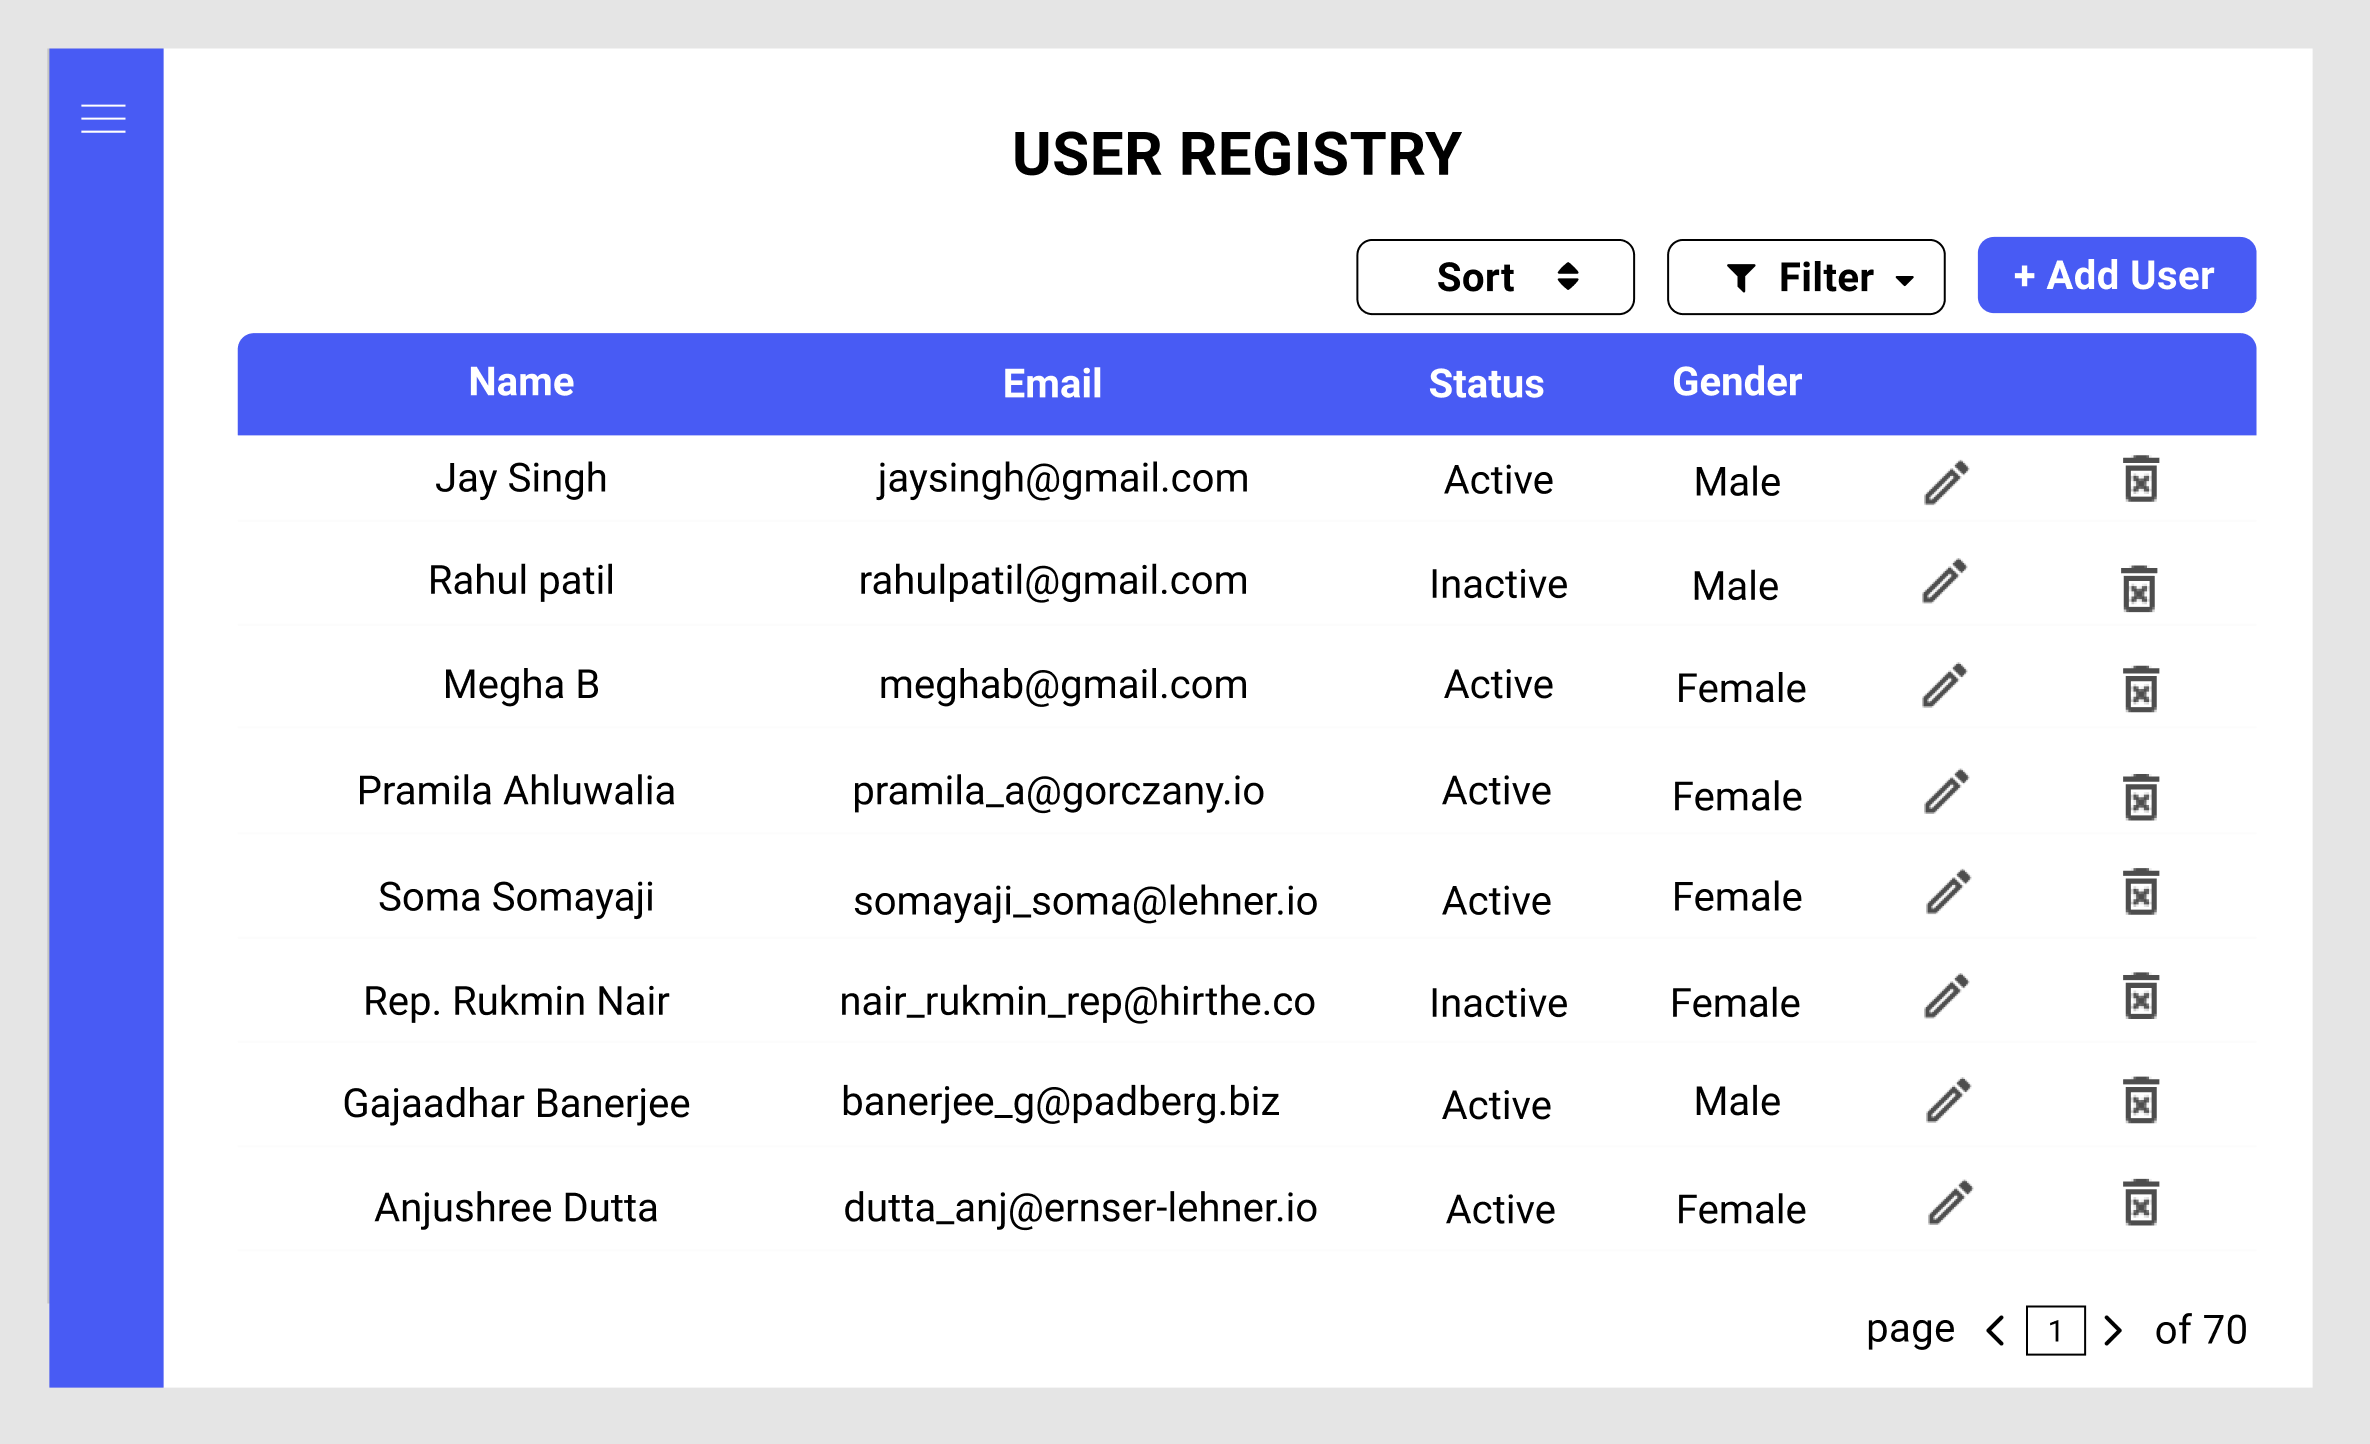 USER REGISTRY
Sort Filter + Add User
Name Email Status Gender
Jay Singh jaysingh@gmail.com Active Male
Rahul patil rahulpatil@gmail.com Inactive Male
Megha B meghab@gmail.com Active Female
Pramila Ahluwalia pramila_a@gorczany.io Active Female
Soma Somayaji somayaji_soma@lehner.io Active Female
Rep. Rukmin Nair nair_rukmin_rep@hirthe.co Inactive Female
Gajaadhar Banerjee banerjee_g@padberg.biz Active Male
Anjushree Dutta dutta_anj@ernser-lehner.io Active Female
page 1 of 70